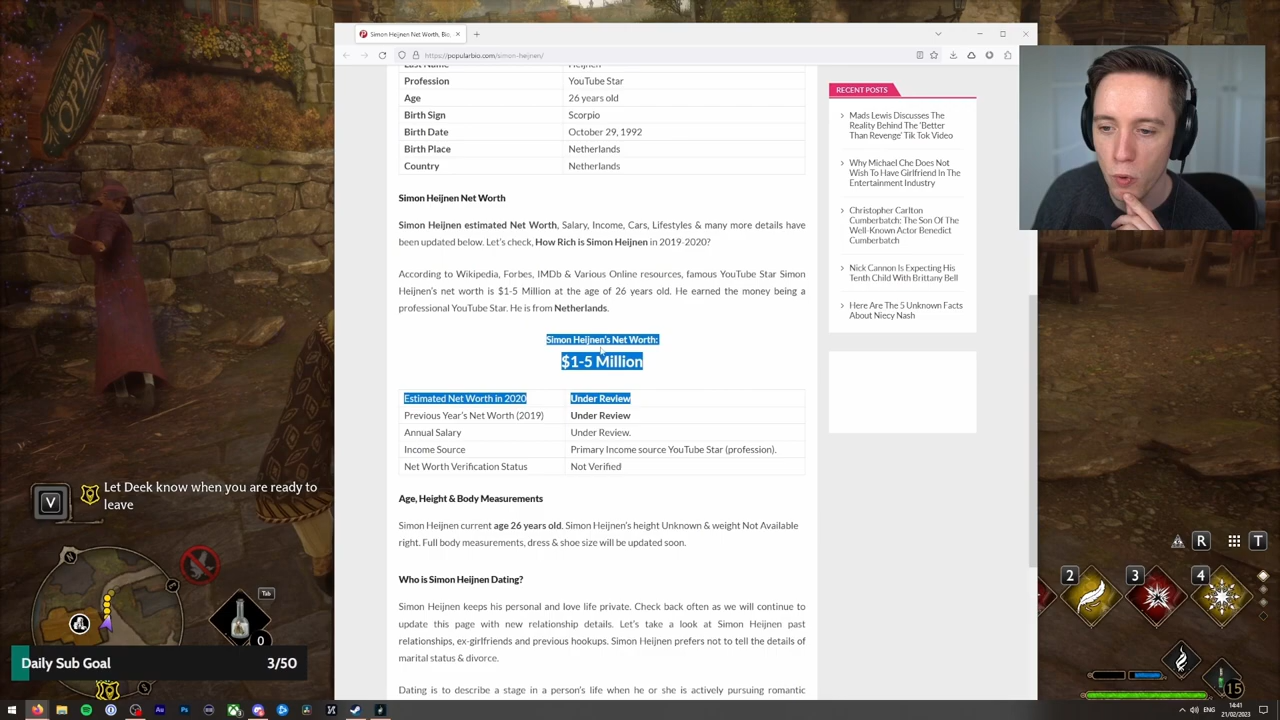 Simon Heijnen Net Worth, Bio,
https://popularbio.com/simon-heijnen/
Last Name Heijnen
Profession YouTube Star
Age 26 years old
Birth Sign Scorpio
Birth Date October 29, 1992
Birth Place Netherlands
Country Netherlands
Simon Heijnen Net Worth
Simon Heijnen estimated Net Worth, Salary, Income, Cars, Lifestyles & many more details have
been updated below. Let's check, How Rich is Simon Heijnen in 2019-2020?
According to Wikipedia, Forbes, IMDb & Various Online resources, famous YouTube Star Simon
Heijnen's net worth is $1-5 Million at the age of 26 years old. He earned the money being a
professional YouTube Star. He is from Netherlands.
Simon Heijnen's Net Worth:
$1-5 Million
Estimated Net Worth in 2020 Under Review
Previous Year's Net Worth (2019) Under Review
Annual Salary Under Review.
Income Source Primary Income source YouTube Star (profession).
Net Worth Verification Status Not Verified
Age, Height & Body Measurements
Simon Heijnen current age 26 years old. Simon Heijnen's height Unknown & weight Not Available
right. Full body measurements, dress & shoe size will be updated soon.
Who is Simon Heijnen Dating?
Simon Heijnen keeps his personal and love life private. Check back often as we will continue to
update this page with new relationship details. Let's take a look at Simon Heijnen past
relationships, ex-girlfriends and previous hookups. Simon Heijnen prefers not to tell the details of
marital status & divorce.
Dating is to describe a stage in a person's life when he or she is actively pursuing romantic
RECENT POSTS
Mads Lewis Discusses The
Reality Behind The 'Better
Than Revenge' Tik Tok Video
Why Michael Che Does Not
Wish To Have Girlfriend In The
Entertainment Industry
Christopher Carlton
Cumberbatch: The Son Of The
Well-Known Actor Benedict
Cumberbatch
Nick Cannon Is Expecting His
Tenth Child With Brittany Bell
Here Are The 5 Unknown Facts
About Niecy Nash
V
Let Deek know when you are ready to
leave
Tab
0
Daily Sub Goal 3/50
R
T
2
3
4
15
ENG
14:41
21/02/2023